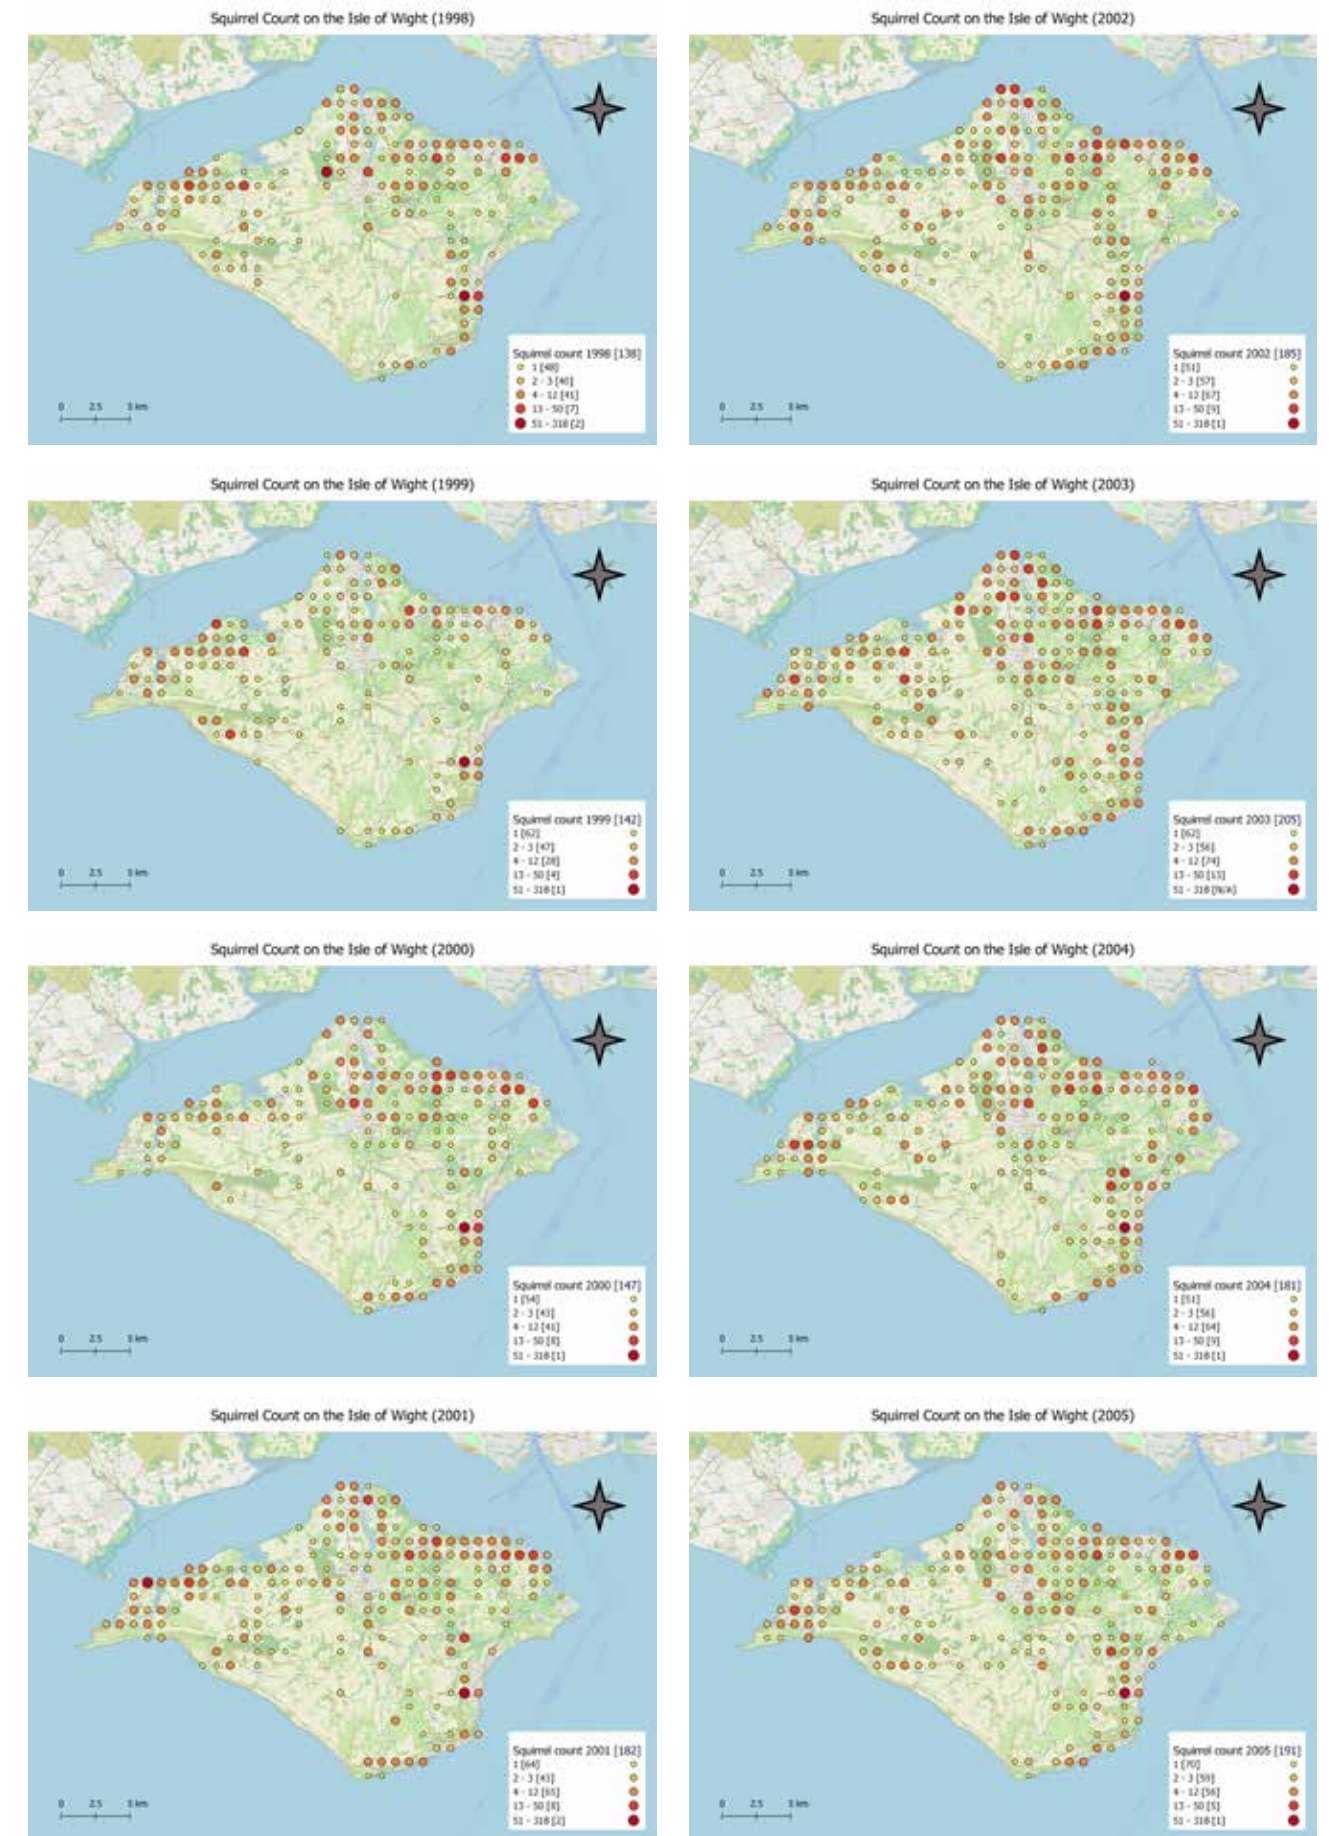 Squirrel Count on the Isle of Wight (1998)
Squirrel count 1998 [138]
1 [48]
2 - 3 [40]
4 - 12 [41]
13 - 50 [7]
51 - 318 [2]
0 2.5 5 km
Squirrel Count on the Isle of Wight (2002)
Squirrel count 2002 [185]
1 [51]
2 - 3 [57]
4 - 12 [67]
13 - 50 [9]
51 - 318 [1]
0 2.5 5 km
Squirrel Count on the Isle of Wight (1999)
Squirrel count 1999 [142]
1 [62]
2 - 3 [47]
4 - 12 [28]
13 - 50 [4]
51 - 318 [1]
0 2.5 5 km
Squirrel Count on the Isle of Wight (2003)
Squirrel count 2003 [205]
1 [62]
2 - 3 [56]
4 - 12 [74]
13 - 50 [13]
51 - 318 [N/A]
0 2.5 5 km
Squirrel Count on the Isle of Wight (2000)
Squirrel count 2000 [147]
1 [54]
2 - 3 [43]
4 - 12 [41]
13 - 50 [8]
51 - 318 [1]
0 2.5 5 km
Squirrel Count on the Isle of Wight (2004)
Squirrel count 2004 [181]
1 [51]
2 - 3 [56]
4 - 12 [64]
13 - 50 [9]
51 - 318 [1]
0 2.5 5 km
Squirrel Count on the Isle of Wight (2001)
Squirrel count 2001 [182]
1 [64]
2 - 3 [43]
4 - 12 [65]
13 - 50 [8]
51 - 318 [2]
0 2.5 5 km
Squirrel Count on the Isle of Wight (2005)
Squirrel count 2005 [191]
1 [70]
2 - 3 [59]
4 - 12 [56]
13 - 50 [5]
51 - 318 [1]
0 2.5 5 km